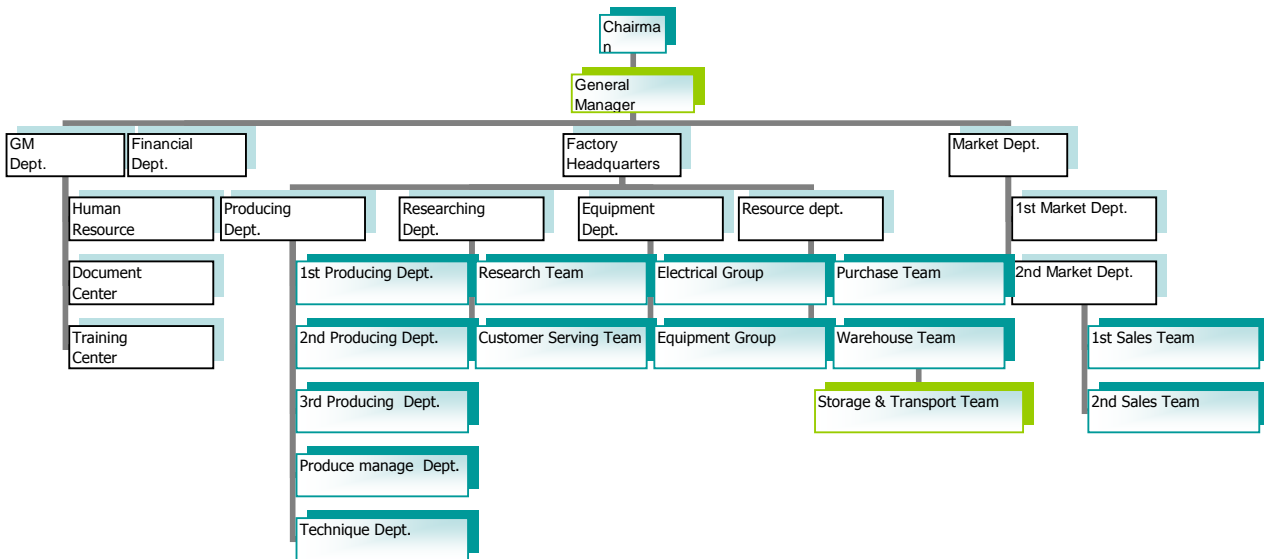 Chairma
n
General
Manager
GM
Dept.
Financial
Dept.
Factory
Headquarters
Market Dept.
Human
Resource
Producing
Dept.
Researching
Dept.
Equipment
Dept.
Resource dept.
1st Market Dept.
Document
Center
1st Producing Dept.
Research Team
Electrical Group
Purchase Team
2nd Market Dept.
Training
Center
2nd Producing Dept.
Customer Serving Team
Equipment Group
Warehouse Team
1st Sales Team
3rd Producing  Dept.
Storage & Transport Team
2nd Sales Team
Produce manage  Dept.
Technique Dept.